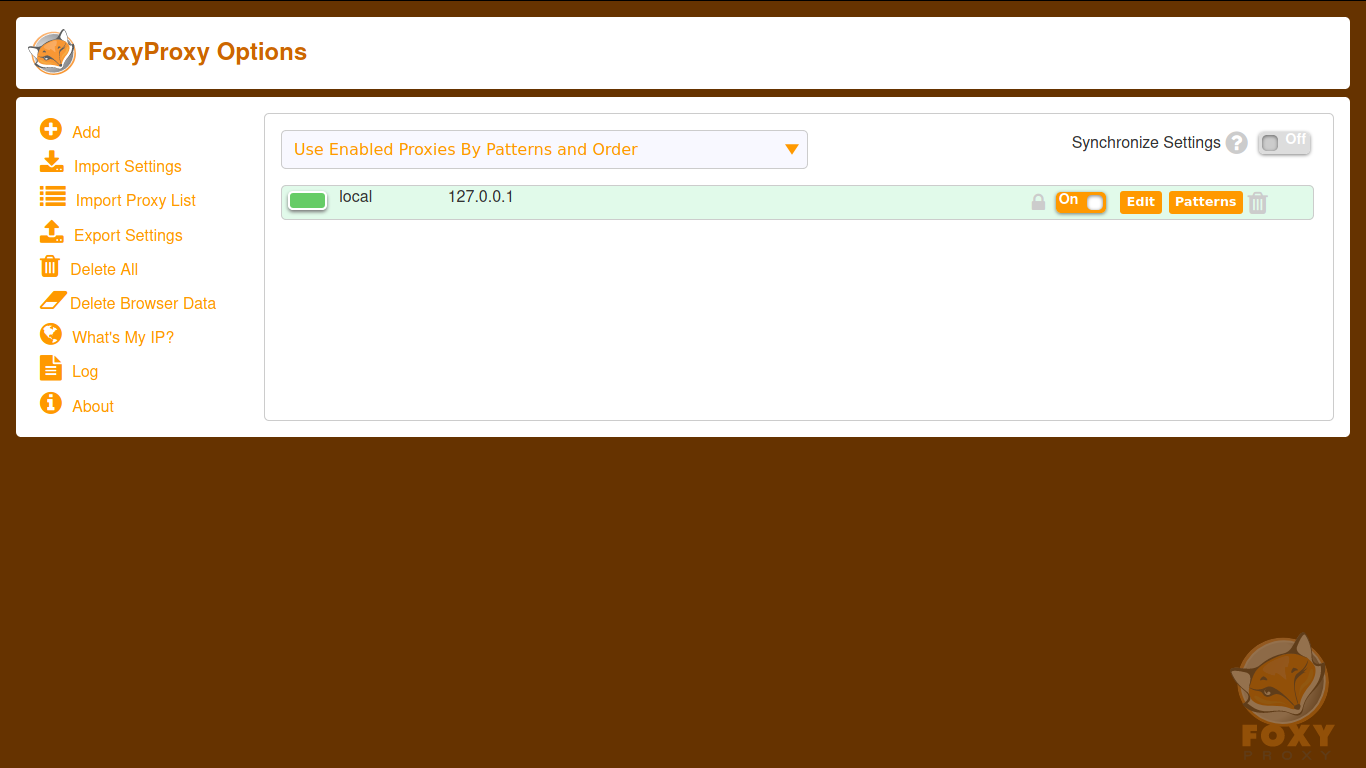 FoxyProxy Options
Add
Import Settings
Import Proxy List
Export Settings
Delete All
Delete Browser Data
What's My IP?
Log
About
Use Enabled Proxies By Patterns and Order
Synchronize Settings ? Off
local 127.0.0.1 On Edit Patterns
FOXY
PROXY